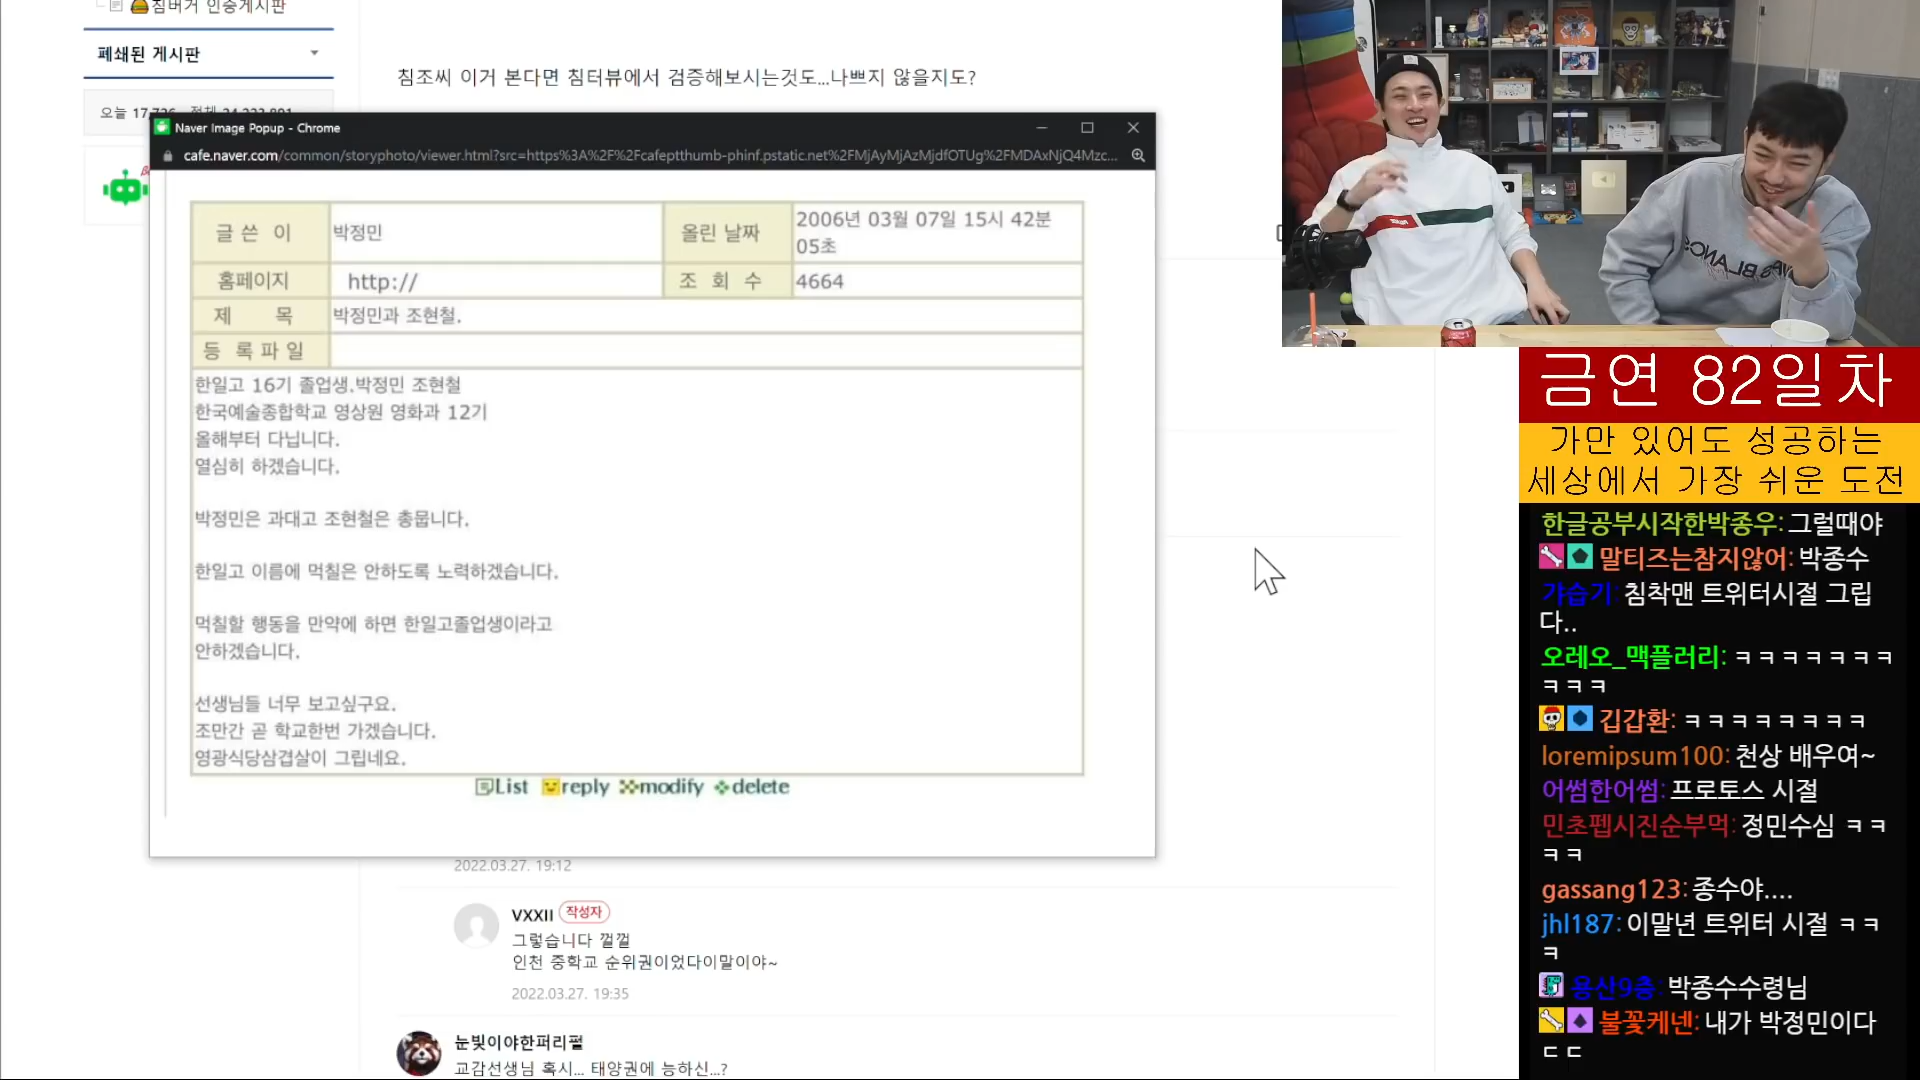 침버거 인증게시판
폐쇄된 게시판
침조씨 이거 본다면 침터뷰에서 검증해보시는것도...나쁘지 않을지도?
Naver Image Popup - Chrome
cafe.naver.com/common/storyphoto/viewer.html?src=https%3A%2F%2Fcafeptthumb-phinf.pstatic.net%2FMjAyMjAzMjdfOTUg%2FMDAxNjQ4Mzc...
글 쓴 이 박정민 올린 날짜 2006년 03월 07일 15시 42분 05초
홈페이지 http:// 조 회 수 4664
제 목 박정민과 조현철.
등 록 파 일
한일고 16기 졸업생.박정민 조현철
한국예술종합학교 영상원 영화과 12기
올해부터 다닙니다.
열심히 하겠습니다.
박정민은 과대고 조현철은 총뭅니다.
한일고 이름에 먹칠은 안하도록 노력하겠습니다.
먹칠할 행동을 만약에 하면 한일고졸업생이라고
안하겠습니다.
선생님들 너무 보고싶구요.
조만간 곧 학교한번 가겠습니다.
영광식당삼겹살이 그립네요.
List reply modify delete
2022.03.27. 19:12
VXXII 작성자
그렇습니다 껄껄
인천 중학교 순위권이었다이말이야~
2022.03.27. 19:35
눈빛이야한퍼리펄
교감선생님 혹시... 태양권에 능하신...?
금연 82일차
가만 있어도 성공하는
세상에서 가장 쉬운 도전
한글공부시작한박종우: 그럴때야
말티즈는참지않어: 박종수
갸습기: 침착맨 트위터시절 그립
다..
오레오_맥플러리: ㅋㅋㅋㅋㅋㅋㅋ
ㅋㅋㅋ
김갑환: ㅋㅋㅋㅋㅋㅋㅋㅋ
loremipsum100: 천상 배우여~
어썸한어썸: 프로토스 시절
민초펩시진순부먹: 정민수심 ㅋㅋ
ㅋㅋ
gassang123: 종수야....
jhl187: 이말년 트위터 시절 ㅋㅋ
ㅋ
용산9층: 박종수수령님
불꽃케넨: 내가 박정민이다
ㄷㄷ